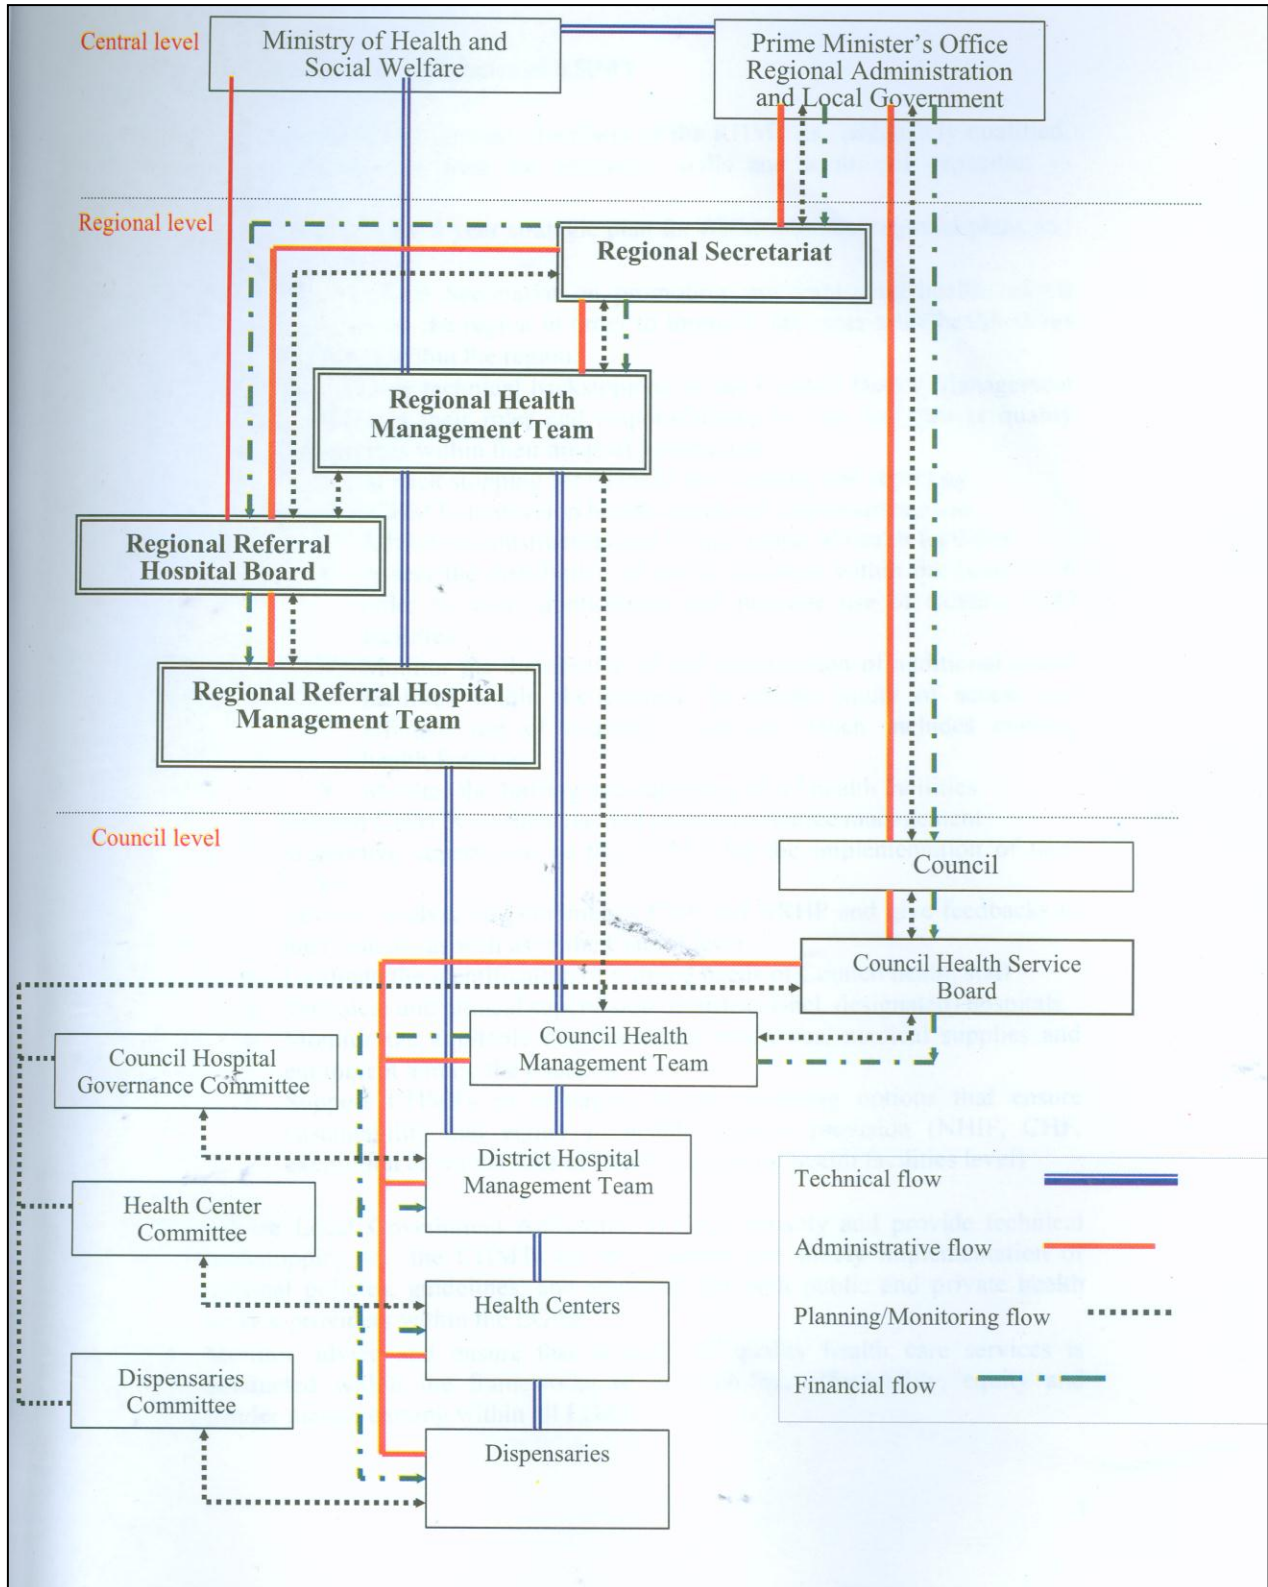 Central level
Ministry of Health and
Social Welfare
Prime Minister's Office
Regional Administration
and Local Government
Regional level
Regional Secretariat
Regional Health
Management Team
Regional Referral
Hospital Board
Regional Referral Hospital
Management Team
Council level
Council
Council Health Service
Board
Council Health
Management Team
Council Hospital
Governance Committee
District Hospital
Management Team
Health Center
Committee
Health Centers
Dispensaries
Committee
Dispensaries
Technical flow
Administrative flow
Planning/Monitoring flow
Financial flow